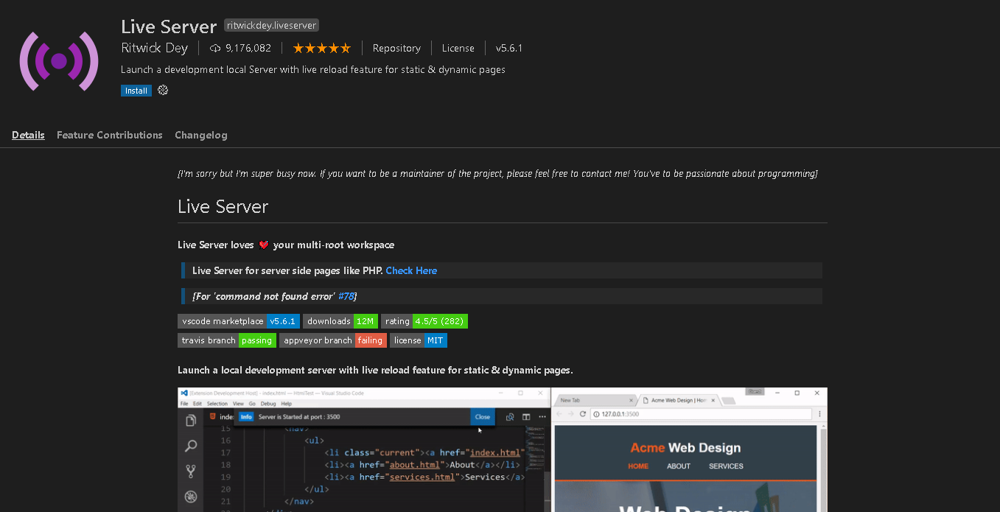 Live Server ritwickdey.liveserver
Ritwick Dey 9,176,082 Repository License v5.6.1
Launch a development local Server with live reload feature for static & dynamic pages
Install
Details Feature Contributions Changelog
[I'm sorry but I'm super busy now. If you want to be a maintainer of the project, please feel free to contact me! You've to be passionate about programming]
Live Server
Live Server loves your multi-root workspace
Live Server for server side pages like PHP. Check Here
[For 'command not found error' #78]
vscode marketplace v5.6.1 downloads 12M rating 4.5/5 (282)
travis branch passing appveyor branch failing license MIT
Launch a local development server with live reload feature for static & dynamic pages.
[Extension Development Host] - index.html — HtmlTest — Visual Studio Code
File Edit Selection View Go Debug Help
index
Info Server is Started at port : 3500 Close
15 <nav>
16 <ul>
17 <li class="current"><a href="index.html"
18 <li><a href="about.html">About</a></li>
19 <li><a href="services.html">Services</a>
20 </ul>
21 </nav>
New Tab Acme Web Design | Hom
127.0.0.1:3500
Acme Web Design
HOME ABOUT SERVICES
Web Design